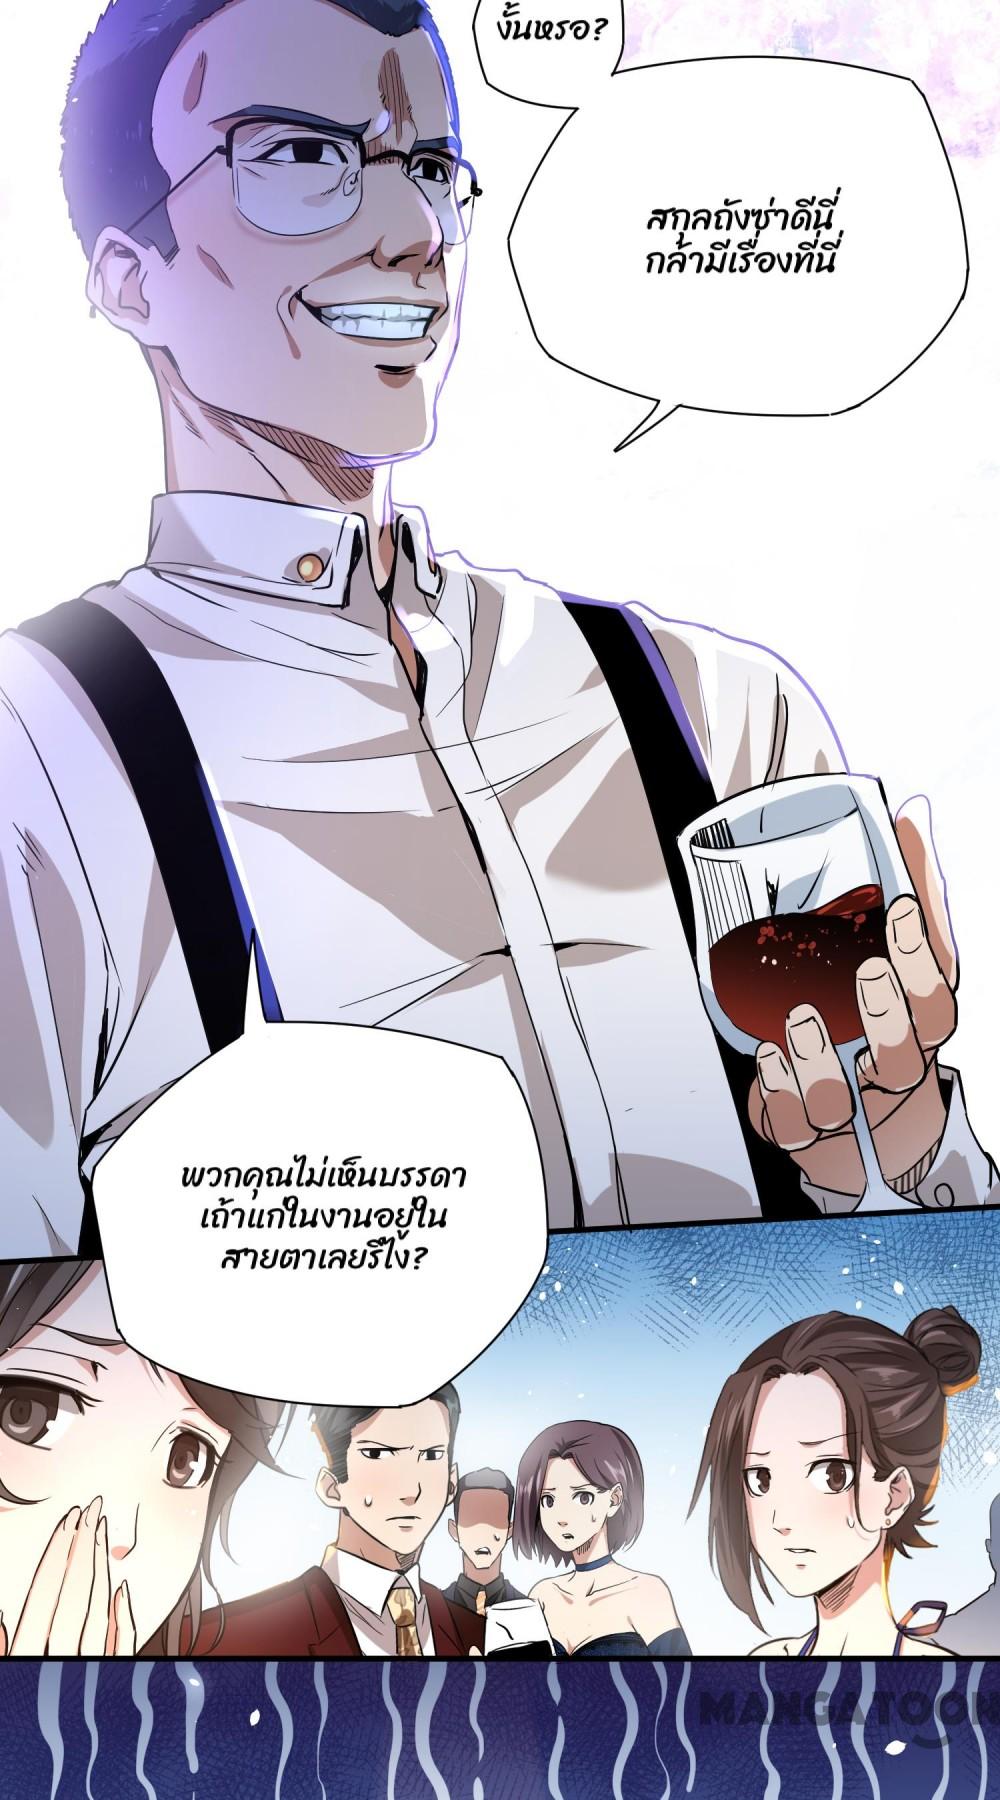 งั้นหรอ?
สกุลถังซ่าดีนี่
กล้ามีเรื่องที่นี่
พวกคุณไม่เห็นบรรดา
เถ้าแก่ในงานอยู่ใน
สายตาเลยรึไง?
MANGATOON